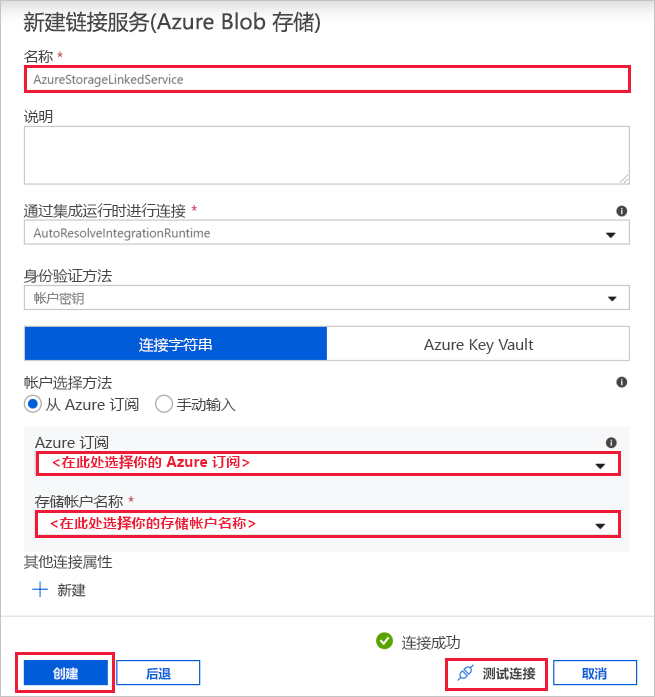 新建链接服务(Azure Blob 存储)
名称 *
AzureStorageLinkedService
说明
通过集成运行时进行连接 *
AutoResolveIntegrationRuntime
身份验证方法
帐户密钥
连接字符串 Azure Key Vault
帐户选择方法
从 Azure 订阅 手动输入
Azure 订阅
<在此处选择你的 Azure 订阅>
存储帐户名称 *
<在此处选择你的存储帐户名称>
其他连接属性
新建
连接成功
创建 后退 测试连接 取消